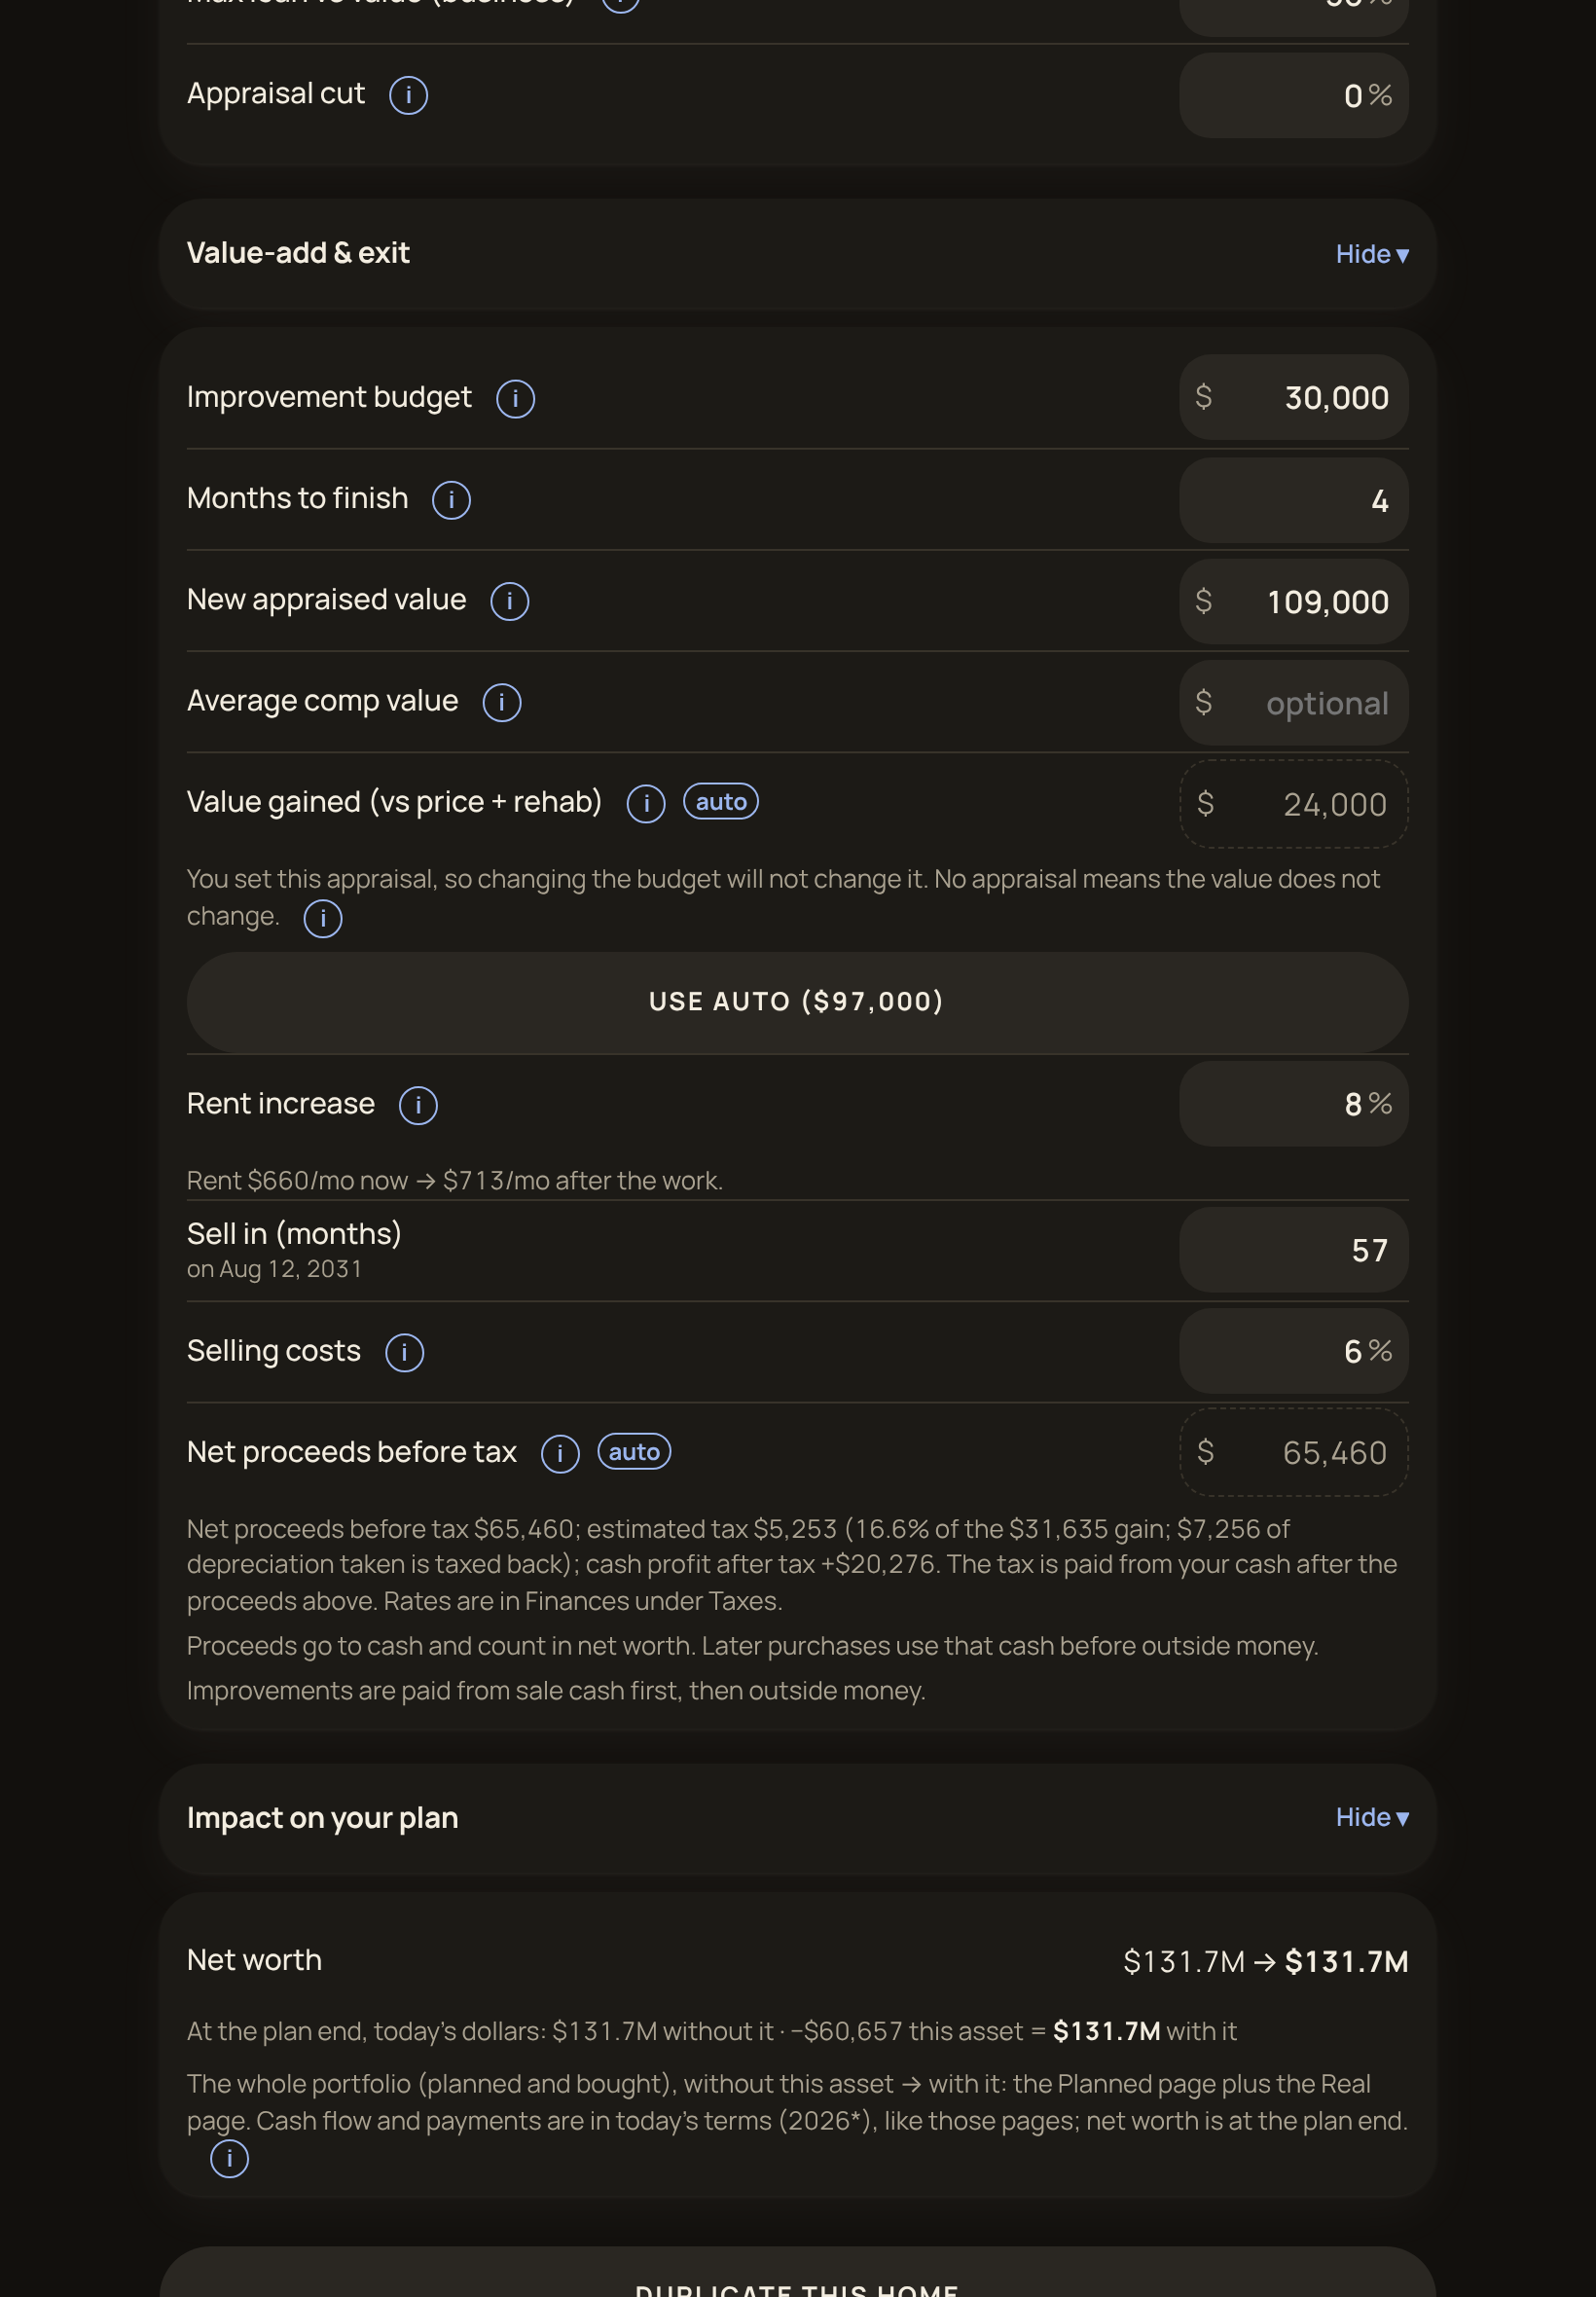 Appraisal cut i 0 %
Value-add & exit Hide ▾
Improvement budget i $ 30,000
Months to finish i 4
New appraised value i $ 109,000
Average comp value i $ optional
Value gained (vs price + rehab) i auto $ 24,000
You set this appraisal, so changing the budget will not change it. No appraisal means the value does not
change. i
USE AUTO ($97,000)
Rent increase i 8 %
Rent $660/mo now → $713/mo after the work.
Sell in (months) 57
on Aug 12, 2031
Selling costs i 6 %
Net proceeds before tax i auto $ 65,460
Net proceeds before tax $65,460; estimated tax $5,253 (16.6% of the $31,635 gain; $7,256 of
depreciation taken is taxed back); cash profit after tax +$20,276. The tax is paid from your cash after the
proceeds above. Rates are in Finances under Taxes.
Proceeds go to cash and count in net worth. Later purchases use that cash before outside money.
Improvements are paid from sale cash first, then outside money.
Impact on your plan Hide ▾
Net worth $131.7M → $131.7M
At the plan end, today's dollars: $131.7M without it · −$60,657 this asset = $131.7M with it
The whole portfolio (planned and bought), without this asset → with it: the Planned page plus the Real
page. Cash flow and payments are in today's terms (2026*), like those pages; net worth is at the plan end.
i
DUPLICATE THIS HOME